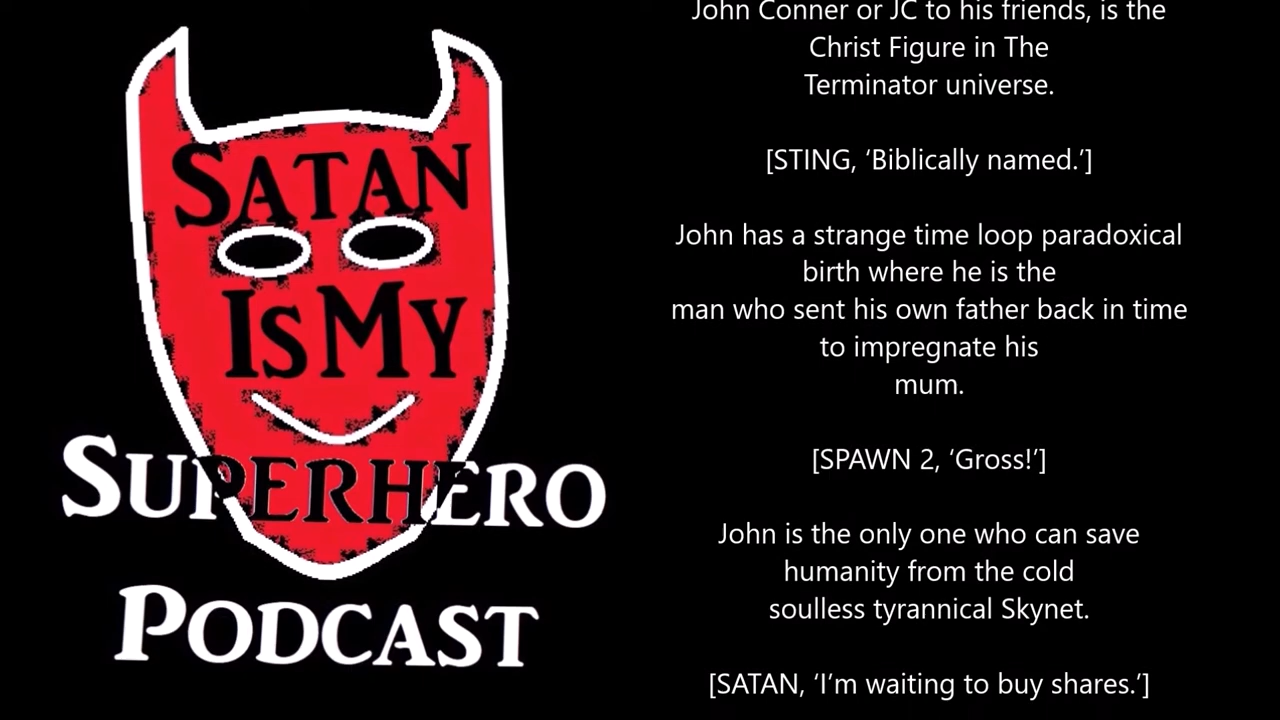 SATAN
IS MY
SUPERHERO
PODCAST
John Conner or JC to his friends, is the
Christ Figure in The
Terminator universe.
[STING, ‘Biblically named.’]
John has a strange time loop paradoxical
birth where he is the
man who sent his own father back in time
to impregnate his
mum.
[SPAWN 2, ‘Gross!’]
John is the only one who can save
humanity from the cold
soulless tyrannical Skynet.
[SATAN, ‘I’m waiting to buy shares.’]